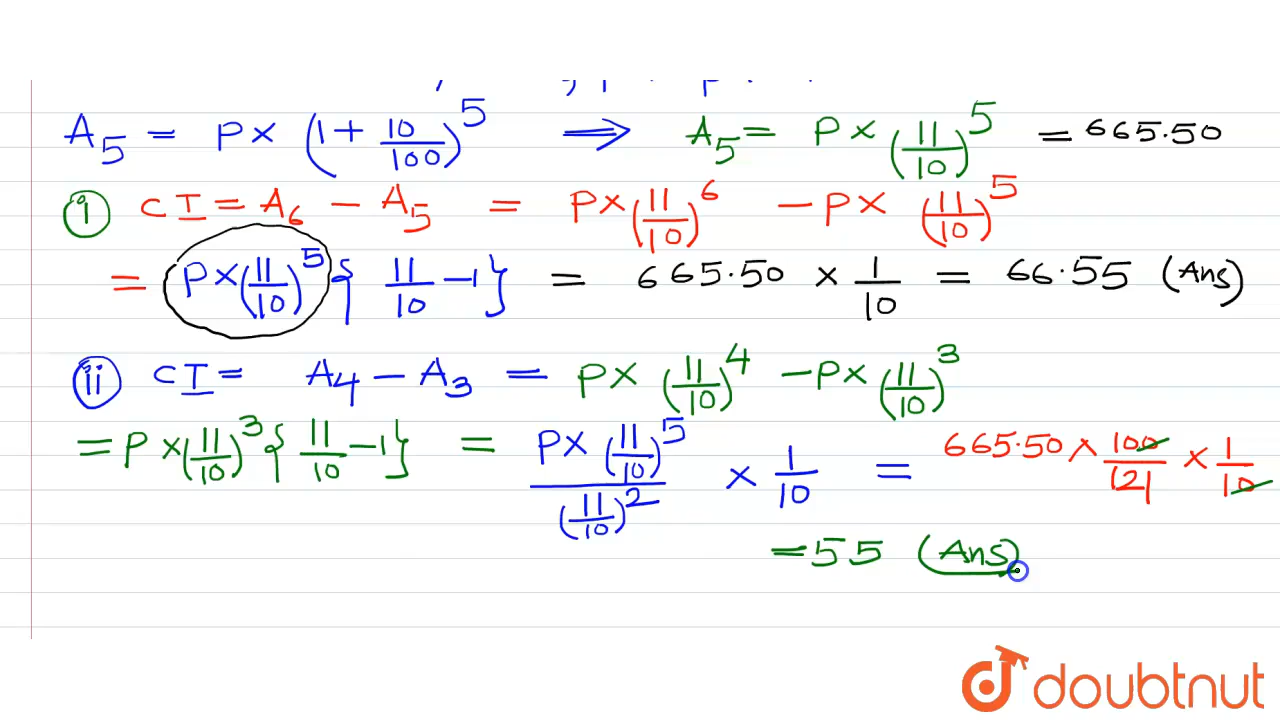 A₅ = P× (1 + 10/100)⁵ ⟹ A₅ = P× (11/10)⁵ = 665.50
(i) CI = A₆ − A₅ = P×(11/10)⁶ − P× (11/10)⁵
= P×(11/10)⁵ { 11/10 −1} = 665.50 × 1/10 = 66.55 (Ans)
(ii) CI = A₄ − A₃ = P× (11/10)⁴ − P× (11/10)³
= P×(11/10)³ { 11/10 −1} = P× (11/10)⁵ / (11/10)² × 1/10 = 665.50 × 100/121 × 1/10
= 55 (Ans)
doubtnut